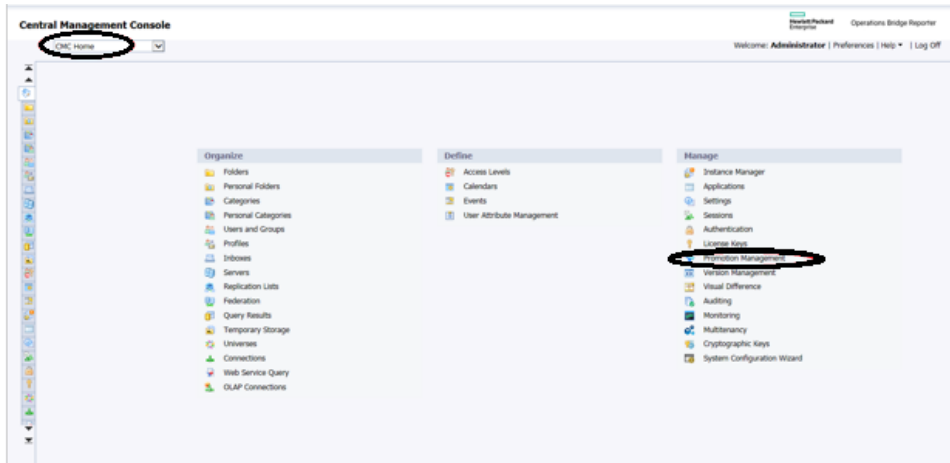 Central Management Console
Hewlett Packard
Enterprise
Operations Bridge Reporter
CMC Home
Welcome: Administrator | Preferences | Help | Log Off
Organize
Folders
Personal Folders
Categories
Personal Categories
Users and Groups
Profiles
Inboxes
Servers
Replication Lists
Federation
Query Results
Temporary Storage
Universes
Connections
Web Service Query
OLAP Connections
Define
Access Levels
Calendars
Events
User Attribute Management
Manage
Instance Manager
Applications
Settings
Sessions
Authentication
License Keys
Promotion Management
Version Management
Visual Difference
Auditing
Monitoring
Multitenancy
Cryptographic Keys
System Configuration Wizard